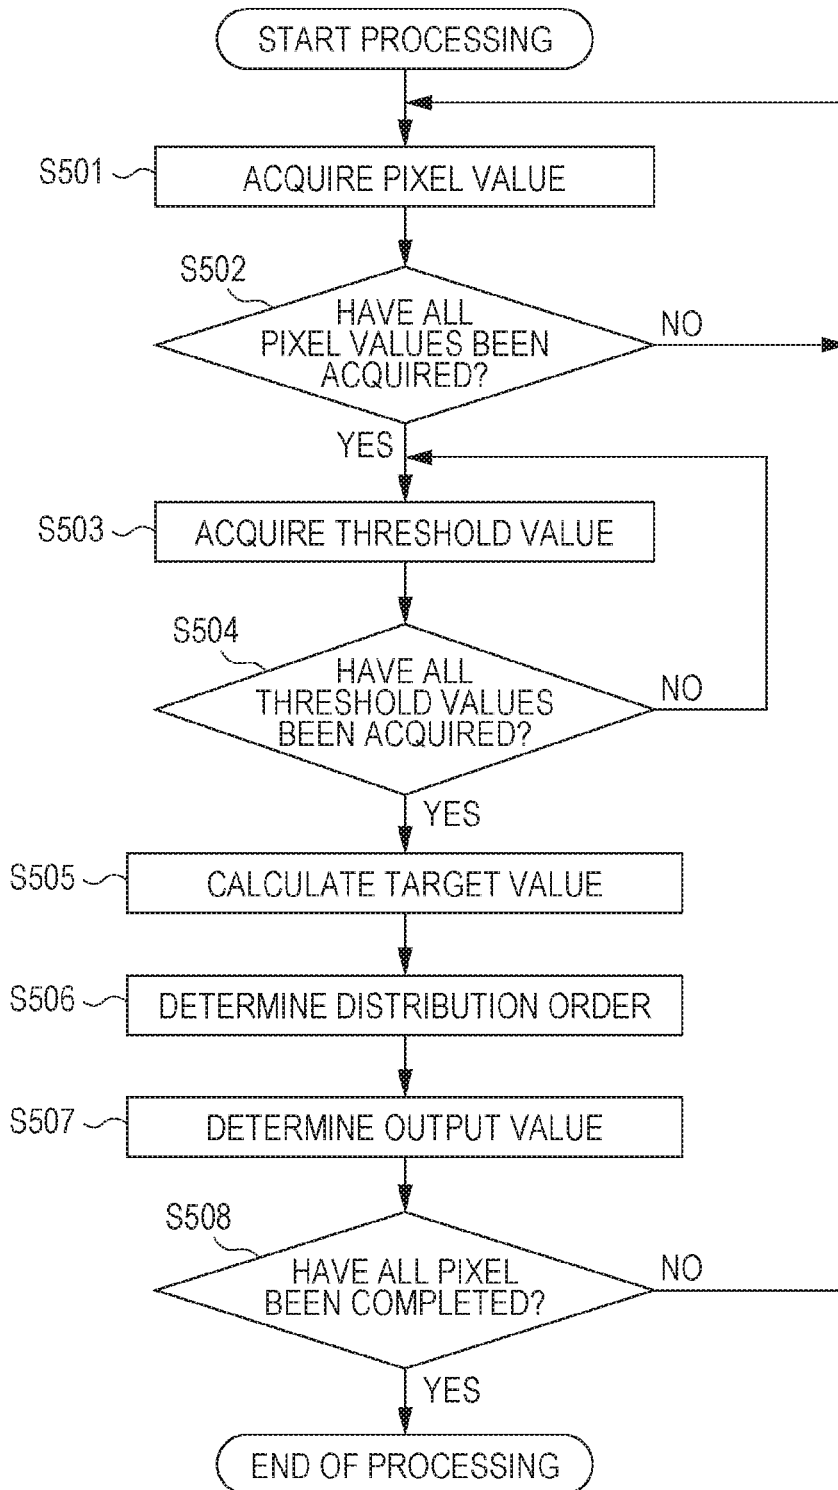 START PROCESSING
S501
ACQUIRE PIXEL VALUE
S502
HAVE ALL
PIXEL VALUES BEEN
ACQUIRED?
NO
YES
S503
ACQUIRE THRESHOLD VALUE
S504
HAVE ALL
THRESHOLD VALUES
BEEN ACQUIRED?
NO
YES
S505
CALCULATE TARGET VALUE
S506
DETERMINE DISTRIBUTION ORDER
S507
DETERMINE OUTPUT VALUE
S508
HAVE ALL PIXEL
BEEN COMPLETED?
NO
YES
END OF PROCESSING